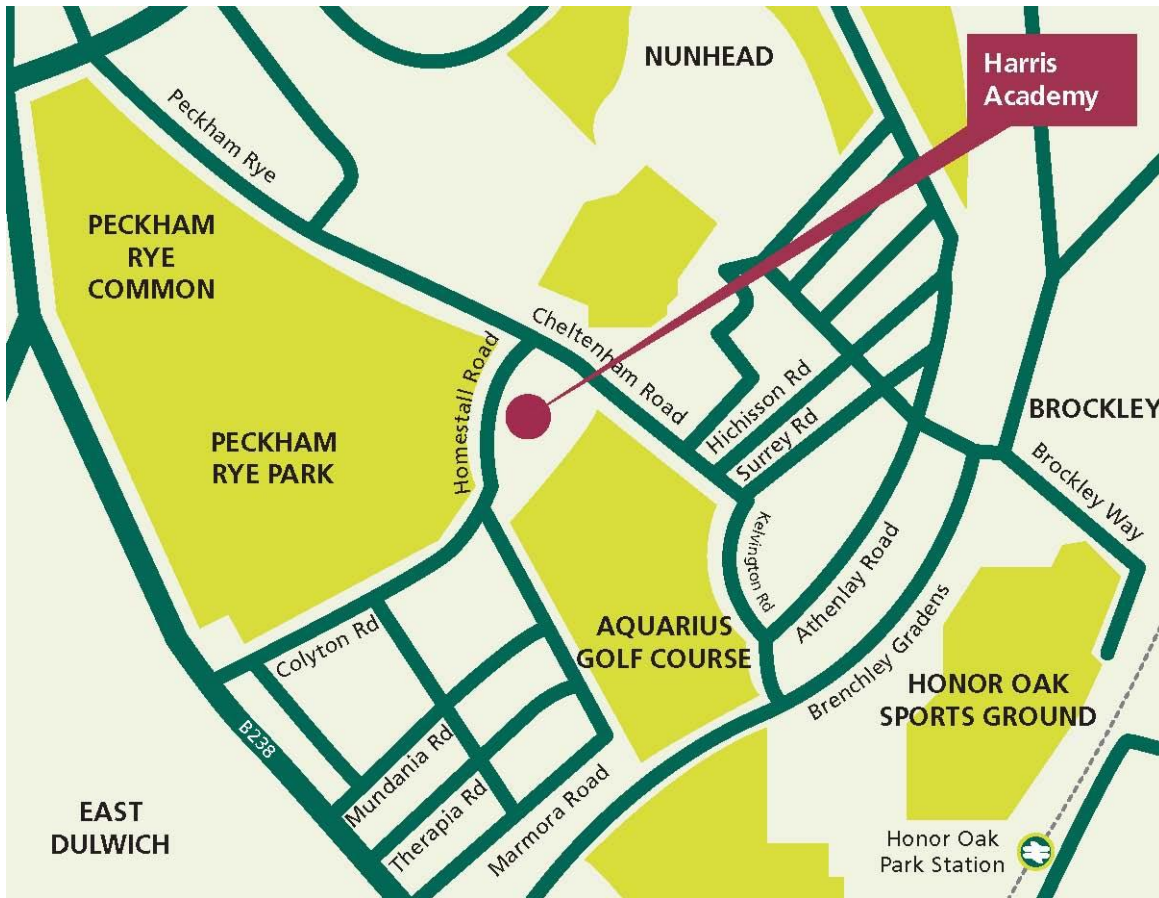 NUNHEAD
Harris
Academy
Peckham Rye
PECKHAM
RYE
COMMON
Cheltenham Road
Homestall Road
Hichisson Rd
BROCKLEY
PECKHAM
RYE PARK
Surrey Rd
Brockley Way
Kelvington Rd
Athenlay Road
Colyton Rd
AQUARIUS
GOLF COURSE
Brenchley Gradens
HONOR OAK
SPORTS GROUND
B238
Mundania Rd
Therapia Rd
Marmora Road
EAST
DULWICH
Honor Oak
Park Station